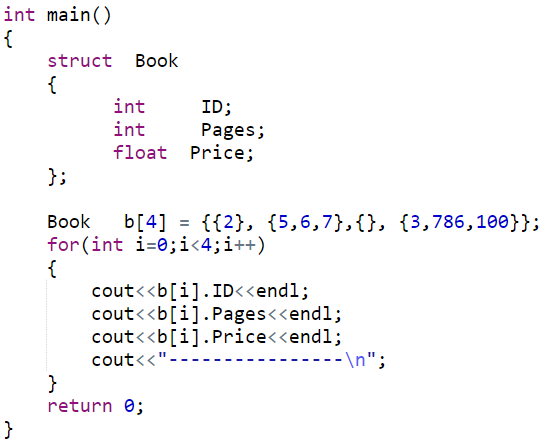 int main()
{
    struct  Book
    {
          int     ID;
          int     Pages;
          float  Price;
    };

    Book   b[4] = {{2}, {5,6,7},{}, {3,786,100}};
    for(int i=0;i<4;i++)
    {
        cout<<b[i].ID<<endl;
        cout<<b[i].Pages<<endl;
        cout<<b[i].Price<<endl;
        cout<<"----------------\n";
    }
    return 0;
}